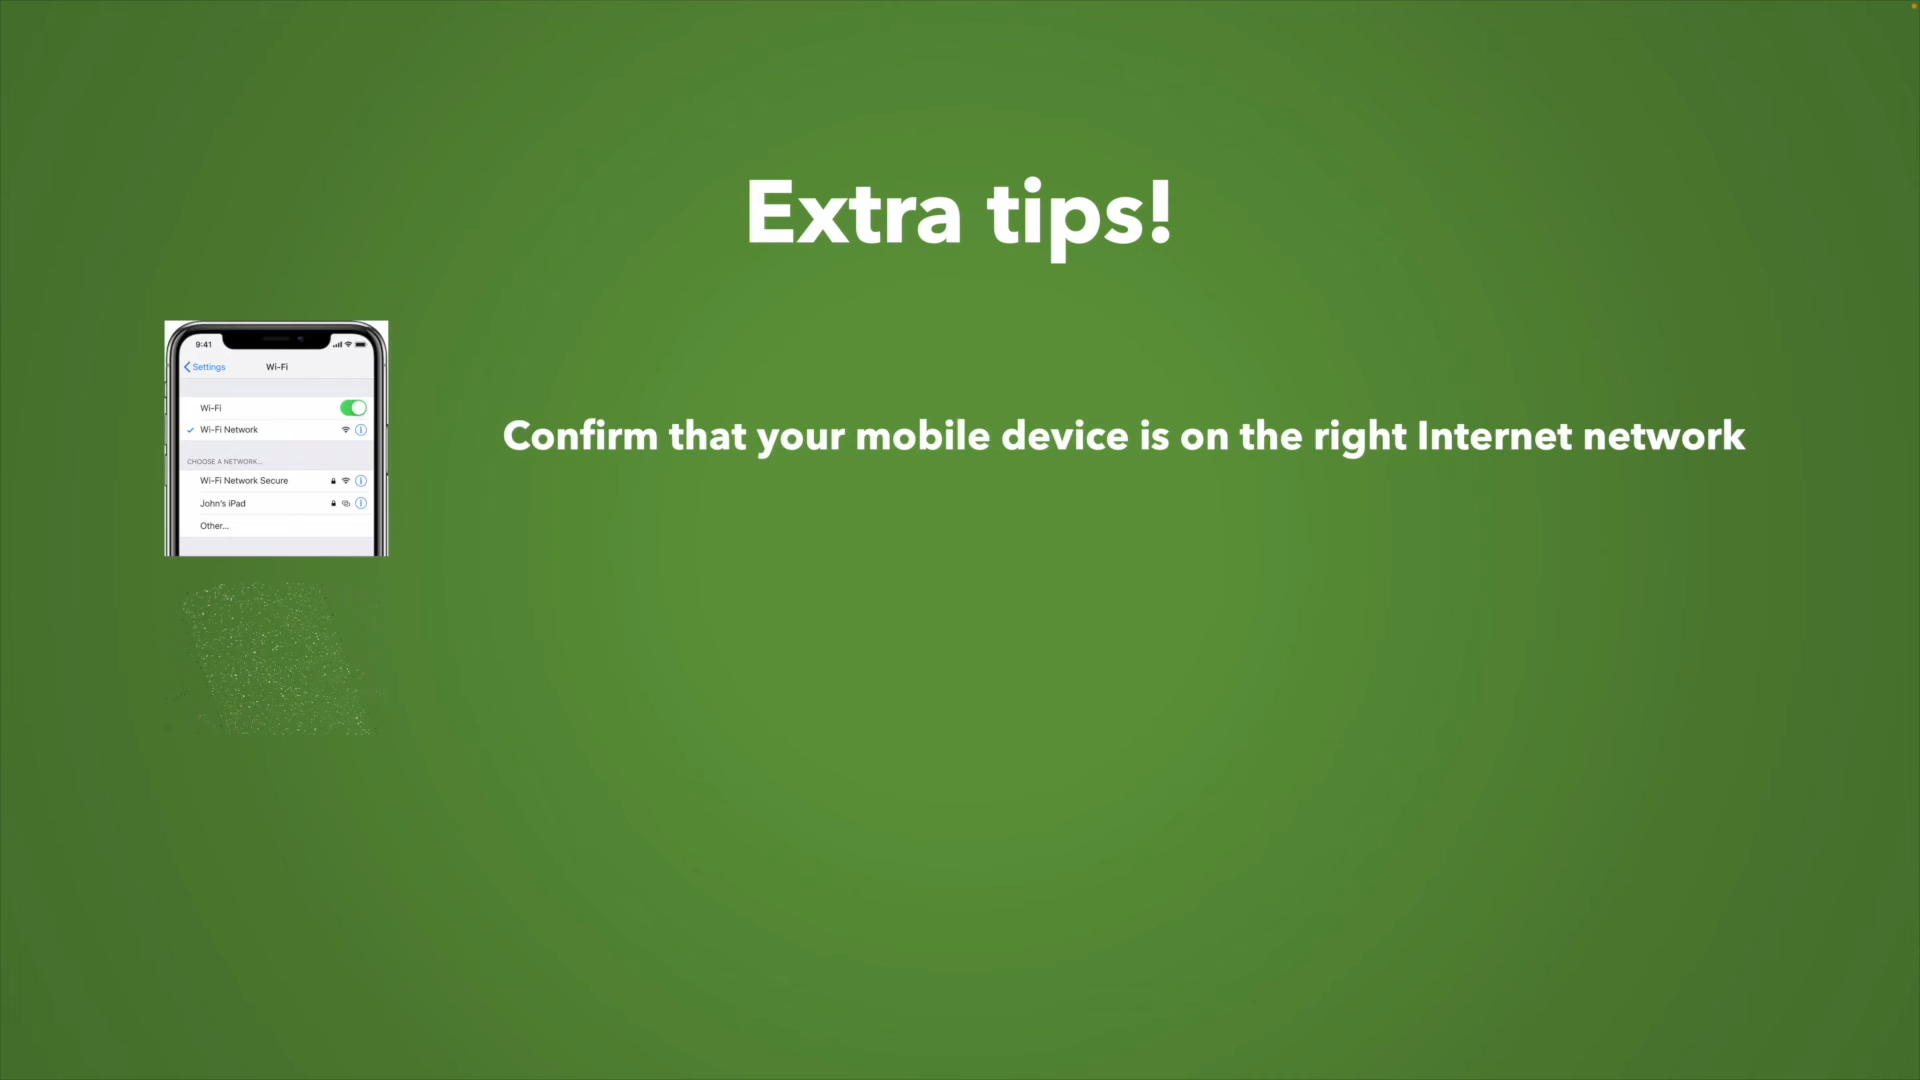 Extra tips!
9:41
Settings
Wi-Fi
Wi-Fi
Wi-Fi Network
CHOOSE A NETWORK...
Wi-Fi Network Secure
John's iPad
Other...
Confirm that your mobile device is on the right Internet network